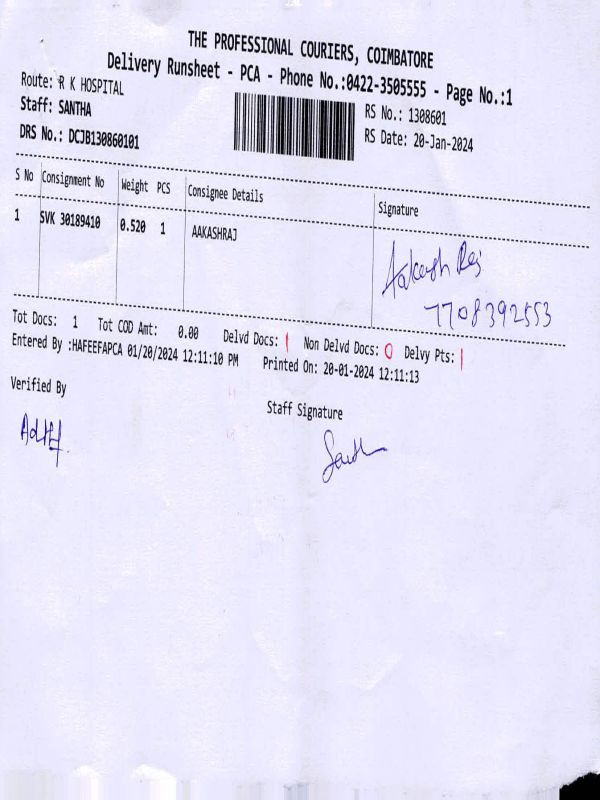 THE PROFESSIONAL COURIERS, COIMBATORE
Delivery Runsheet - PCA - Phone No.:0422-3505555 - Page No.:1
Route: R K HOSPITAL
Staff: SANTHA
DRS No.: DCJB130860101
RS No.: 1308601
RS Date: 20-Jan-2024
S No Consignment No Weight PCS Consignee Details Signature
1 SVK 30189410 0.520 1 AAKASHRAJ
Aakash Raj
7708392553
Tot Docs: 1 Tot COD Amt: 0.00 Delvd Docs: 1 Non Delvd Docs: 0 Delvy Pts: 1
Entered By :HAFEEFAPCA 01/20/2024 12:11:10 PM Printed On: 20-01-2024 12:11:13
Verified By
Staff Signature